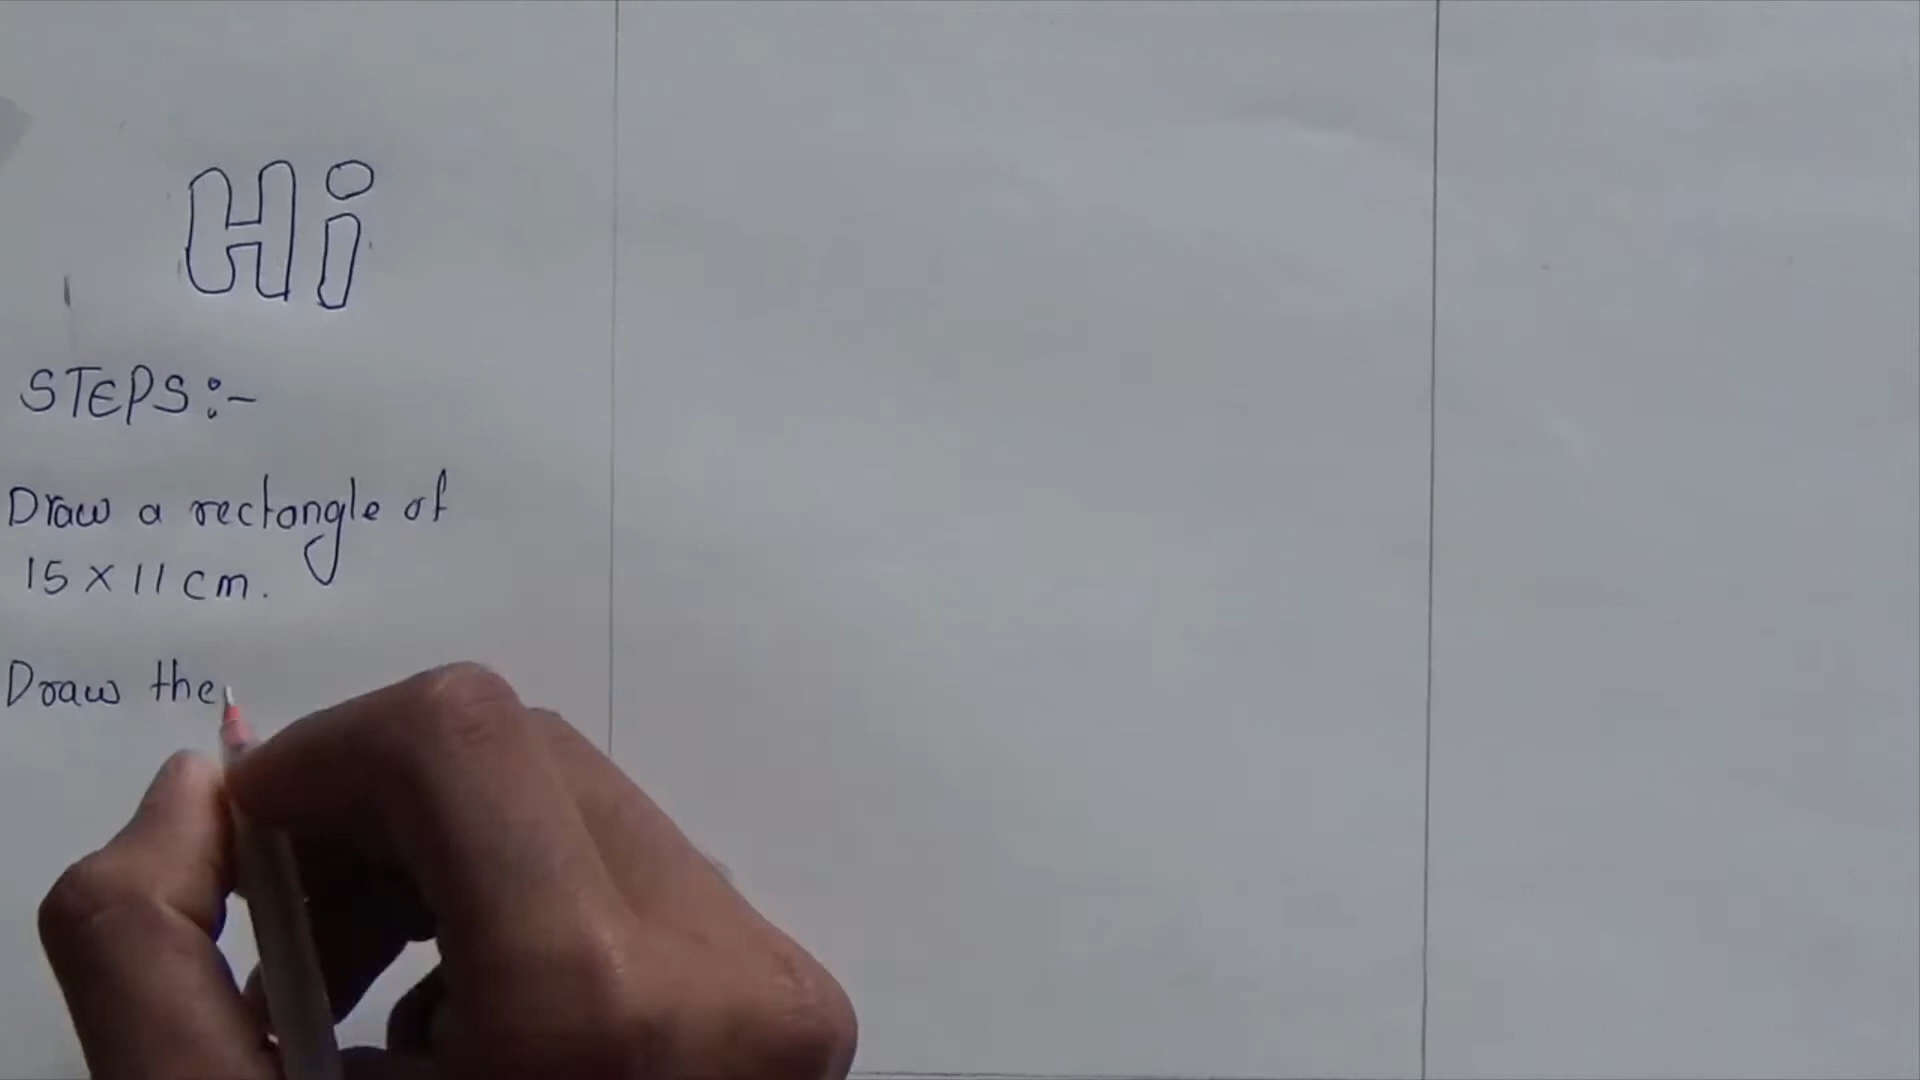 Hi
STEPS:-
Draw a rectangle of
15 × 11 cm.
Draw the